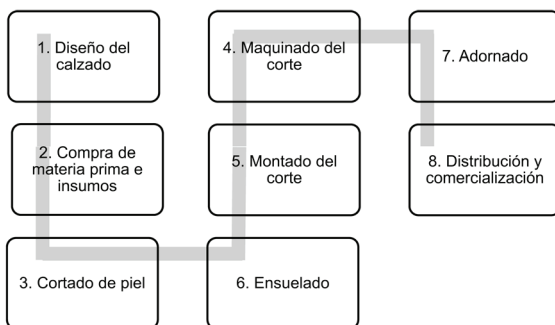 1. Diseño del
calzado
2. Compra de
materia prima e
insumos
3. Cortado de piel
4. Maquinado del
corte
5. Montado del
corte
6. Ensuelado
7. Adornado
8. Distribución y
comercialización